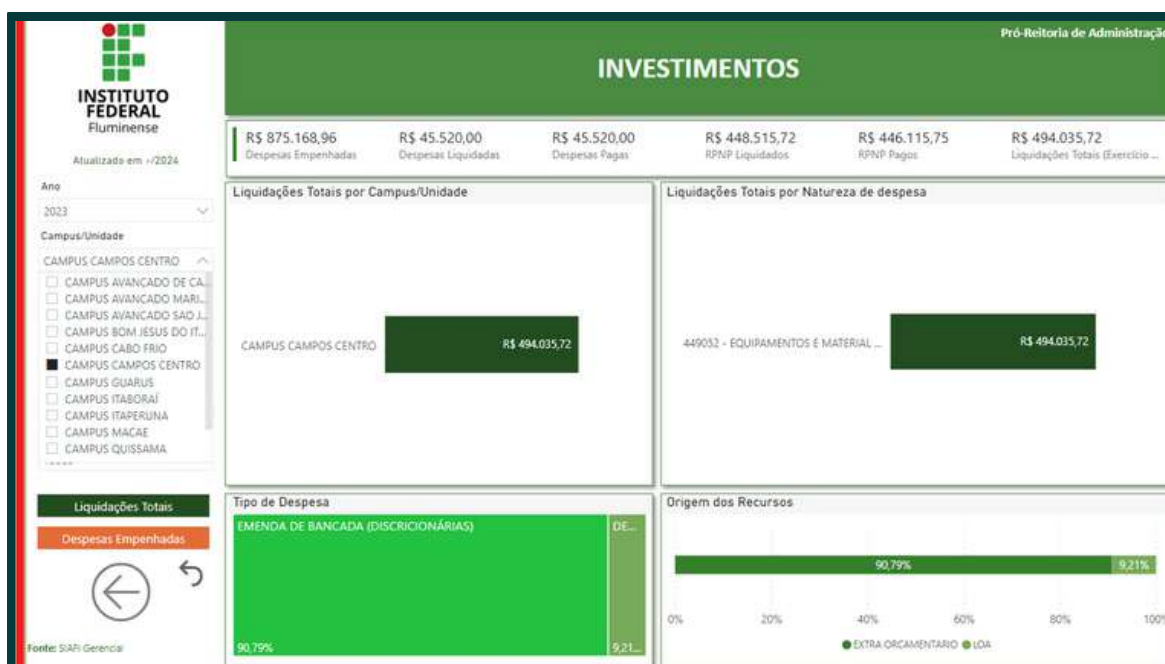 INSTITUTO
FEDERAL
Fluminense
Atualizado em -/2024
Ano
2023
Campus/Unidade
CAMPUS CAMPOS CENTRO
CAMPUS AVANCADO DE CA...
CAMPUS AVANCADO MARI...
CAMPUS AVANCADO SAO J...
CAMPUS BOM JESUS DO IT...
CAMPUS CABO FRIO
CAMPUS CAMPOS CENTRO
CAMPUS GUARUS
CAMPUS ITABORAÍ
CAMPUS ITAPERUNA
CAMPUS MACAE
CAMPUS QUISSAMA
Liquidações Totais
Despesas Empenhadas
Fonte: SIAFI Gerencial
Pró-Reitoria de Administração
INVESTIMENTOS
R$ 875.168,96
Despesas Empenhadas
R$ 45.520,00
Despesas Liquidadas
R$ 45.520,00
Despesas Pagas
R$ 448.515,72
RPNP Liquidados
R$ 446.115,75
RPNP Pagos
R$ 494.035,72
Liquidações Totais (Exercício ...
Liquidações Totais por Campus/Unidade
CAMPUS CAMPOS CENTRO
R$ 494.035,72
Liquidações Totais por Natureza de despesa
449052 - EQUIPAMENTOS E MATERIAL ...
R$ 494.035,72
Tipo de Despesa
EMENDA DE BANCADA (DISCRICIONÁRIAS)
DE...
90,79%
9,21...
Origem dos Recursos
90,79%
9,21%
0%
20%
40%
60%
80%
100%
EXTRA ORCAMENTARIO
LOA